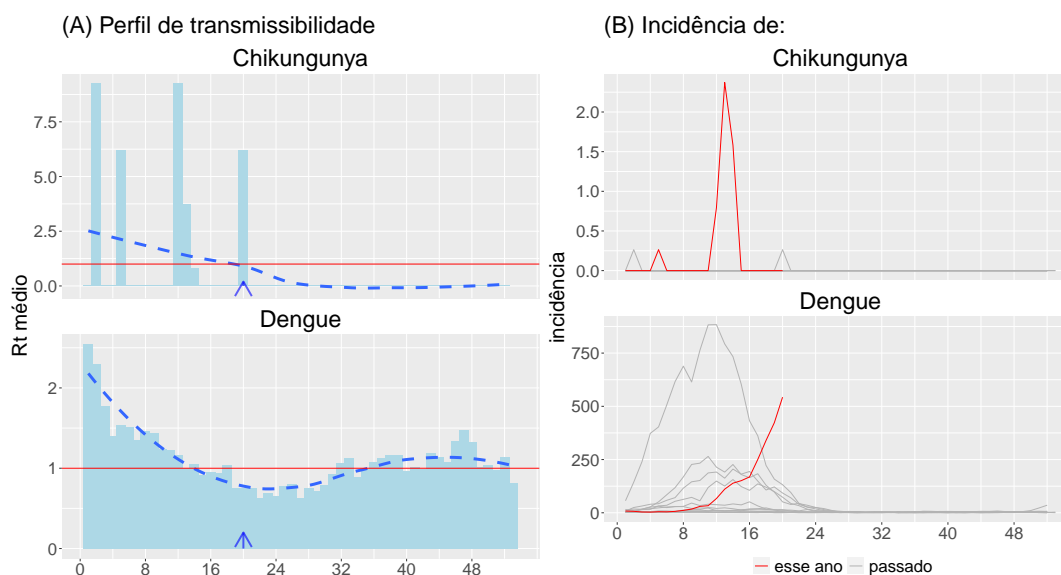 (A) Perfil de transmissibilidade
Chikungunya
7.5
5.0
2.5
0.0
Rt médio
Dengue
2
1
0
0 8 16 24 32 40 48
(B) Incidência de:
Chikungunya
2.0
1.5
1.0
0.5
0.0
incidência
Dengue
750
500
250
0
0 8 16 24 32 40 48
esse ano passado